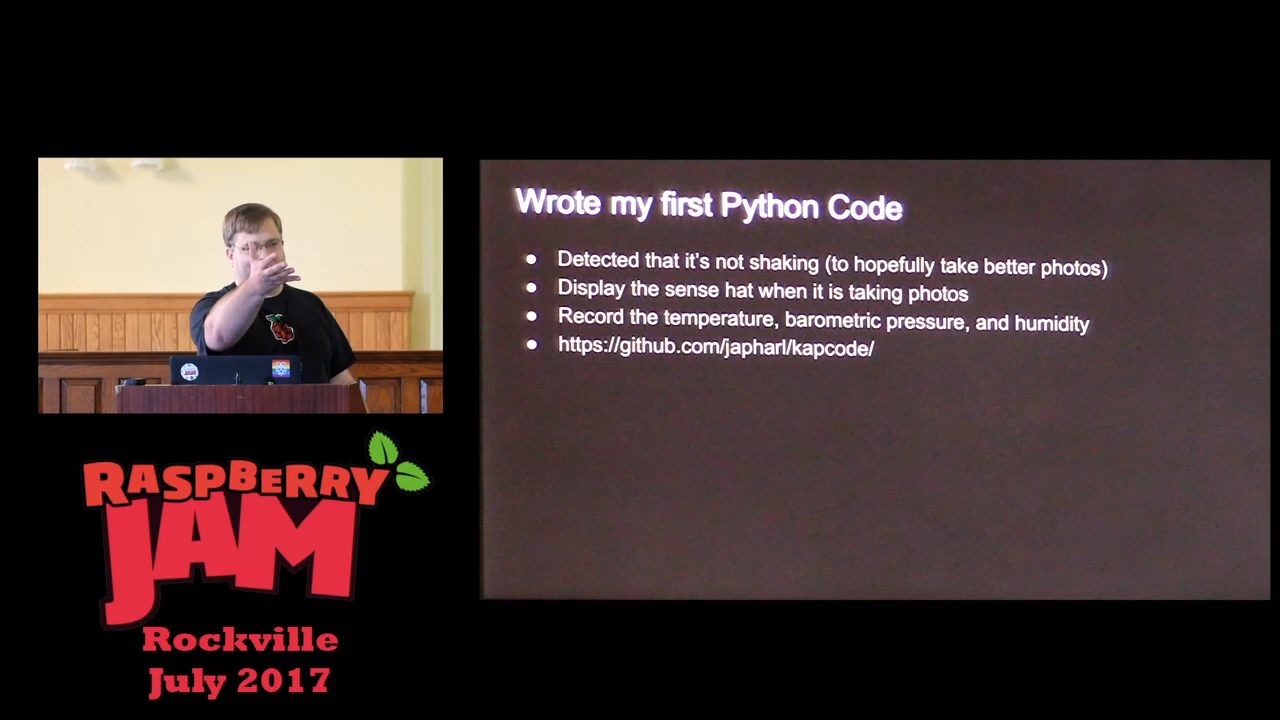 Wrote my first Python Code
Detected that it's not shaking (to hopefully take better photos)
Display the sense hat when it is taking photos
Record the temperature, barometric pressure, and humidity
https://github.com/japharl/kapcode/
JAM
RASPBERRY
JAM
Rockville
July 2017